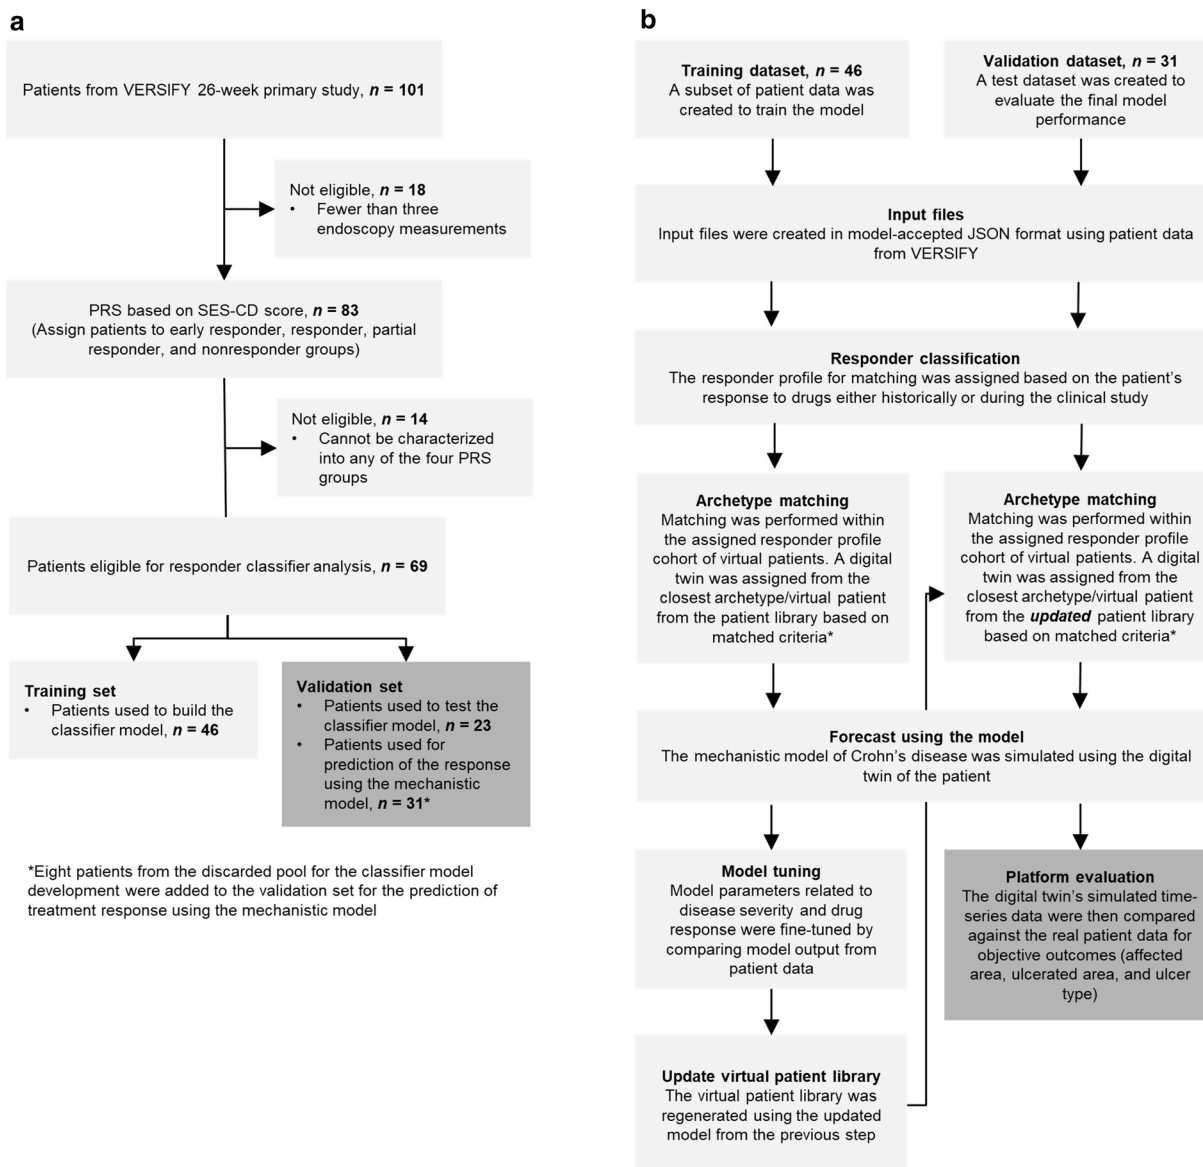 a
Patients from VERSIFY 26-week primary study, n = 101
Not eligible, n = 18
• Fewer than three
endoscopy measurements
PRS based on SES-CD score, n = 83
(Assign patients to early responder, responder, partial
responder, and nonresponder groups)
Not eligible, n = 14
• Cannot be characterized
into any of the four PRS
groups
Patients eligible for responder classifier analysis, n = 69
Training set
• Patients used to build the
classifier model, n = 46
Validation set
• Patients used to test the
classifier model, n = 23
• Patients used for
prediction of the response
using the mechanistic
model, n = 31*
*Eight patients from the discarded pool for the classifier model
development were added to the validation set for the prediction of
treatment response using the mechanistic model
b
Training dataset, n = 46
A subset of patient data was
created to train the model
Validation dataset, n = 31
A test dataset was created to
evaluate the final model
performance
Input files
Input files were created in model-accepted JSON format using patient data
from VERSIFY
Responder classification
The responder profile for matching was assigned based on the patient's
response to drugs either historically or during the clinical study
Archetype matching
Matching was performed within
the assigned responder profile
cohort of virtual patients. A digital
twin was assigned from the
closest archetype/virtual patient
from the patient library based on
matched criteria*
Archetype matching
Matching was performed within
the assigned responder profile
cohort of virtual patients. A digital
twin was assigned from the
closest archetype/virtual patient
from the updated patient library
based on matched criteria*
Forecast using the model
The mechanistic model of Crohn's disease was simulated using the digital
twin of the patient
Model tuning
Model parameters related to
disease severity and drug
response were fine-tuned by
comparing model output from
patient data
Platform evaluation
The digital twin's simulated time-
series data were then compared
against the real patient data for
objective outcomes (affected
area, ulcerated area, and ulcer
type)
Update virtual patient library
The virtual patient library was
regenerated using the updated
model from the previous step